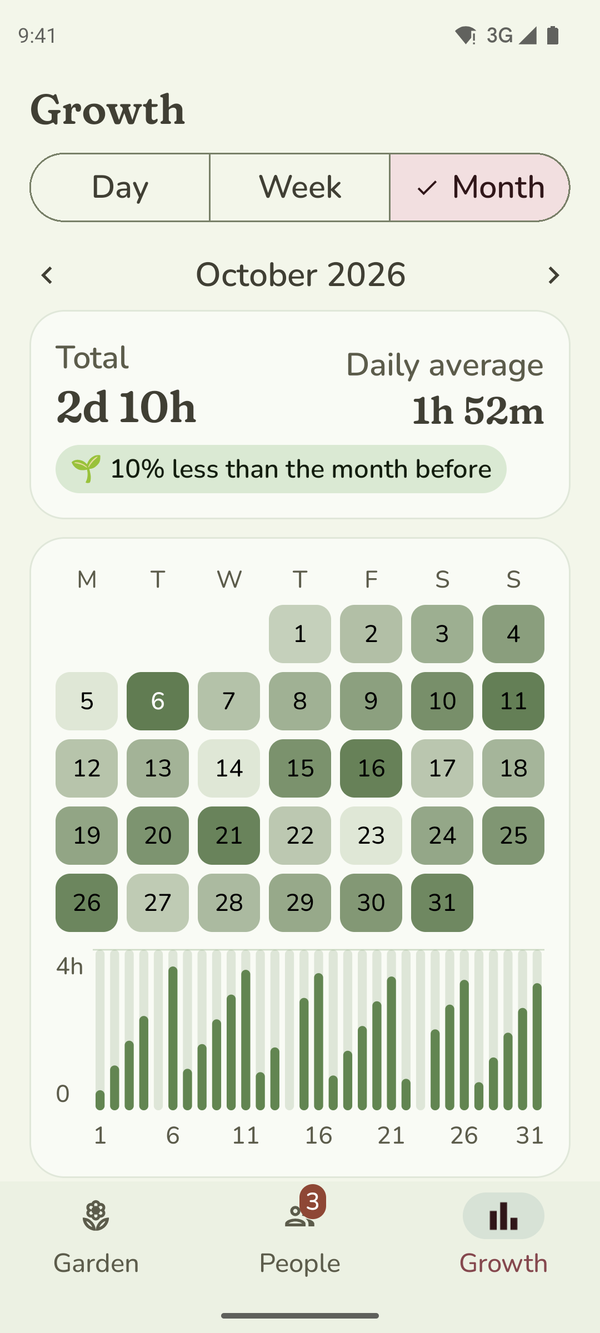 9:41 3G
Growth
Day Week Month
October 2026
Total Daily average
2d 10h 1h 52m
10% less than the month before
M T W T F S S
1 2 3 4
5 6 7 8 9 10 11
12 13 14 15 16 17 18
19 20 21 22 23 24 25
26 27 28 29 30 31
4h
0
1 6 11 16 21 26 31
3
Garden People Growth